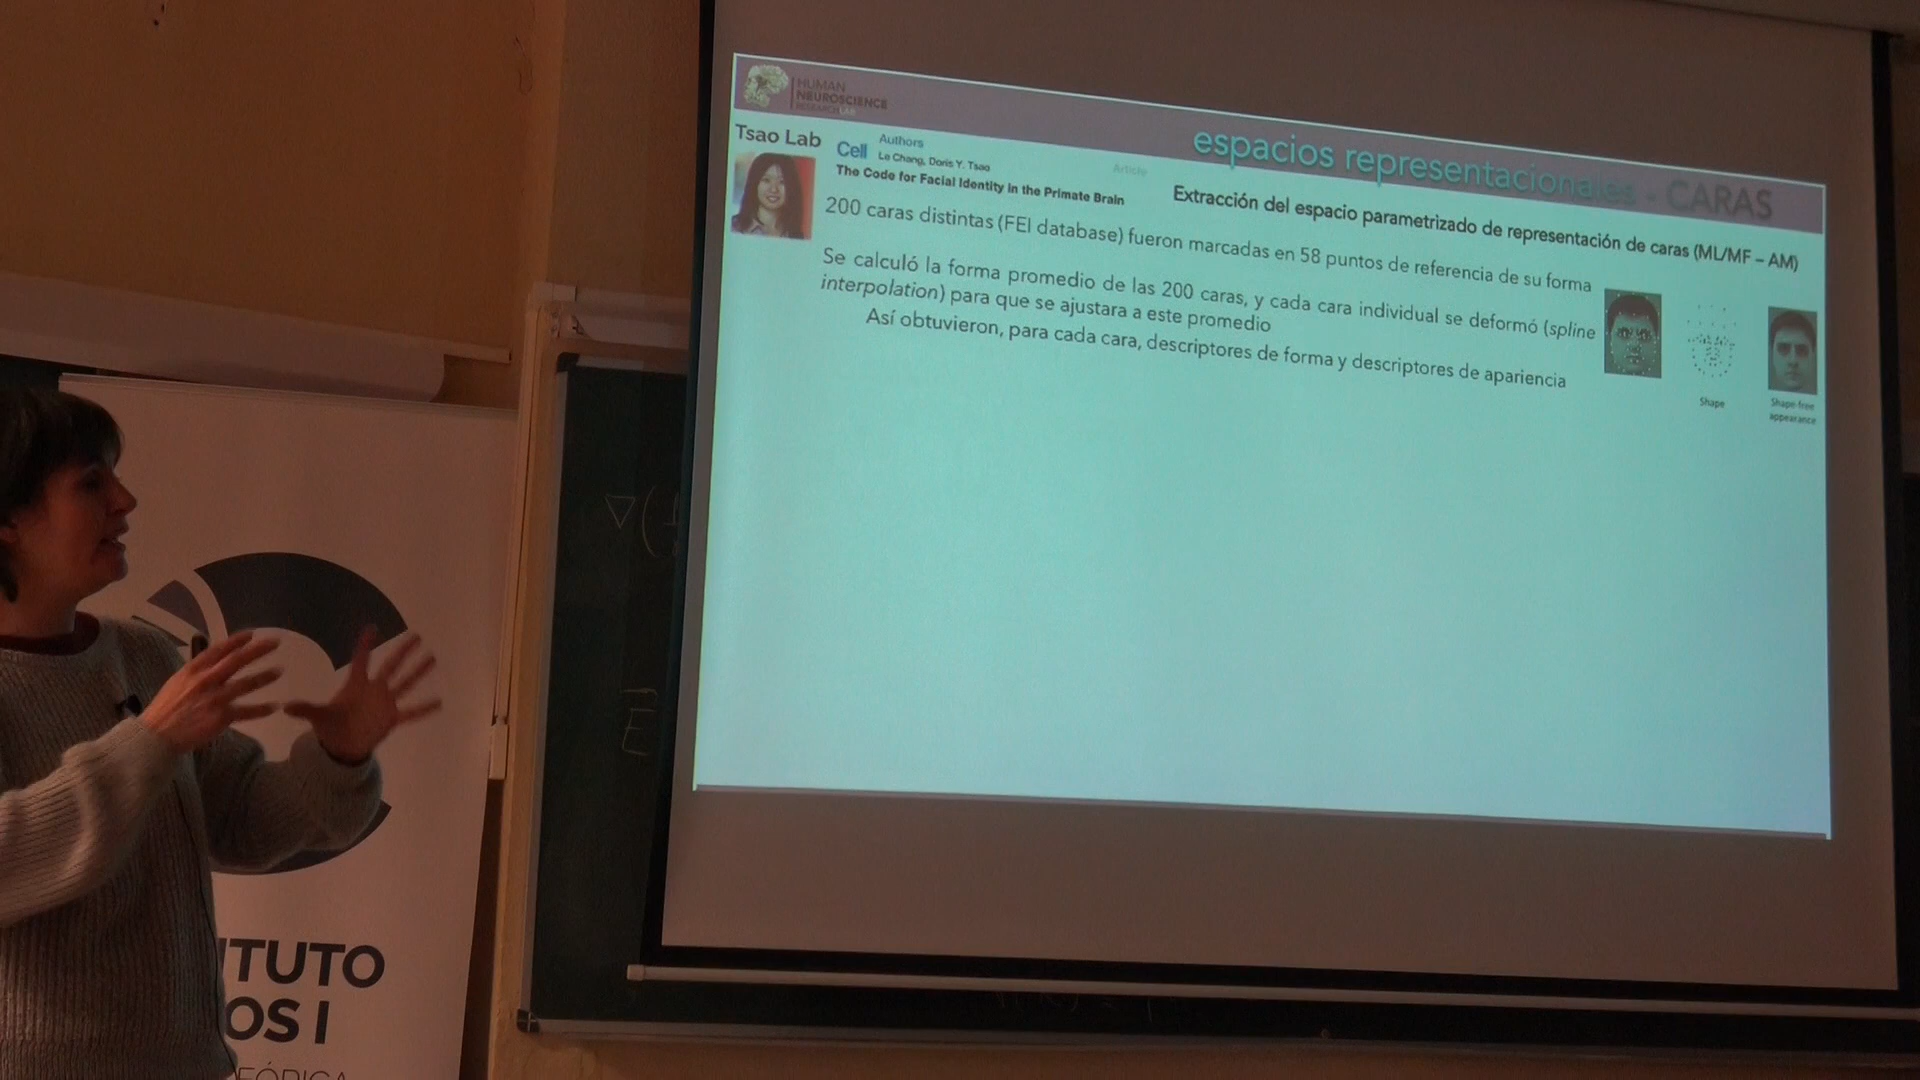 HUMAN
NEUROSCIENCE
espacios representacionales - CARAS
Tsao Lab
Cell
Authors
Le Chang, Doris Y. Tsao
Article
The Code for Facial Identity in the Primate Brain
Extracción del espacio parametrizado de representación de caras (ML/MF – AM)
200 caras distintas (FEI database) fueron marcadas en 58 puntos de referencia de su forma
Se calculó la forma promedio de las 200 caras, y cada cara individual se deformó (spline
interpolation) para que se ajustara a este promedio
Así obtuvieron, para cada cara, descriptores de forma y descriptores de apariencia
Shape
Shape-free
appearance
∇(
E
ITUTO
OS I